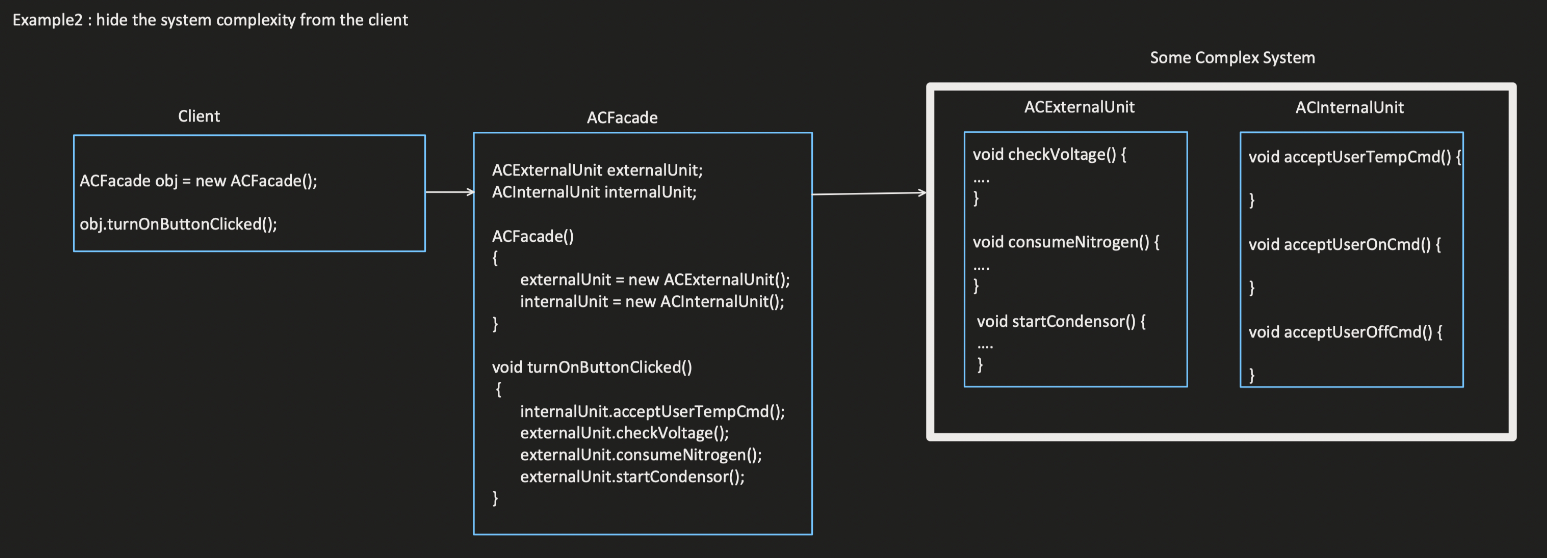 Example2 : hide the system complexity from the client
Client
ACFacade obj = new ACFacade();
obj.turnOnButtonClicked();
ACFacade
ACExternalUnit externalUnit;
ACInternalUnit internalUnit;
ACFacade()
{
externalUnit = new ACExternalUnit();
internalUnit = new ACInternalUnit();
}
void turnOnButtonClicked()
{
internalUnit.acceptUserTempCmd();
externalUnit.checkVoltage();
externalUnit.consumeNitrogen();
externalUnit.startCondensor();
}
Some Complex System
ACExternalUnit
void checkVoltage() {
....
}
void consumeNitrogen() {
....
}
void startCondensor() {
....
}
ACInternalUnit
void acceptUserTempCmd() {
}
void acceptUserOnCmd() {
}
void acceptUserOffCmd() {
}